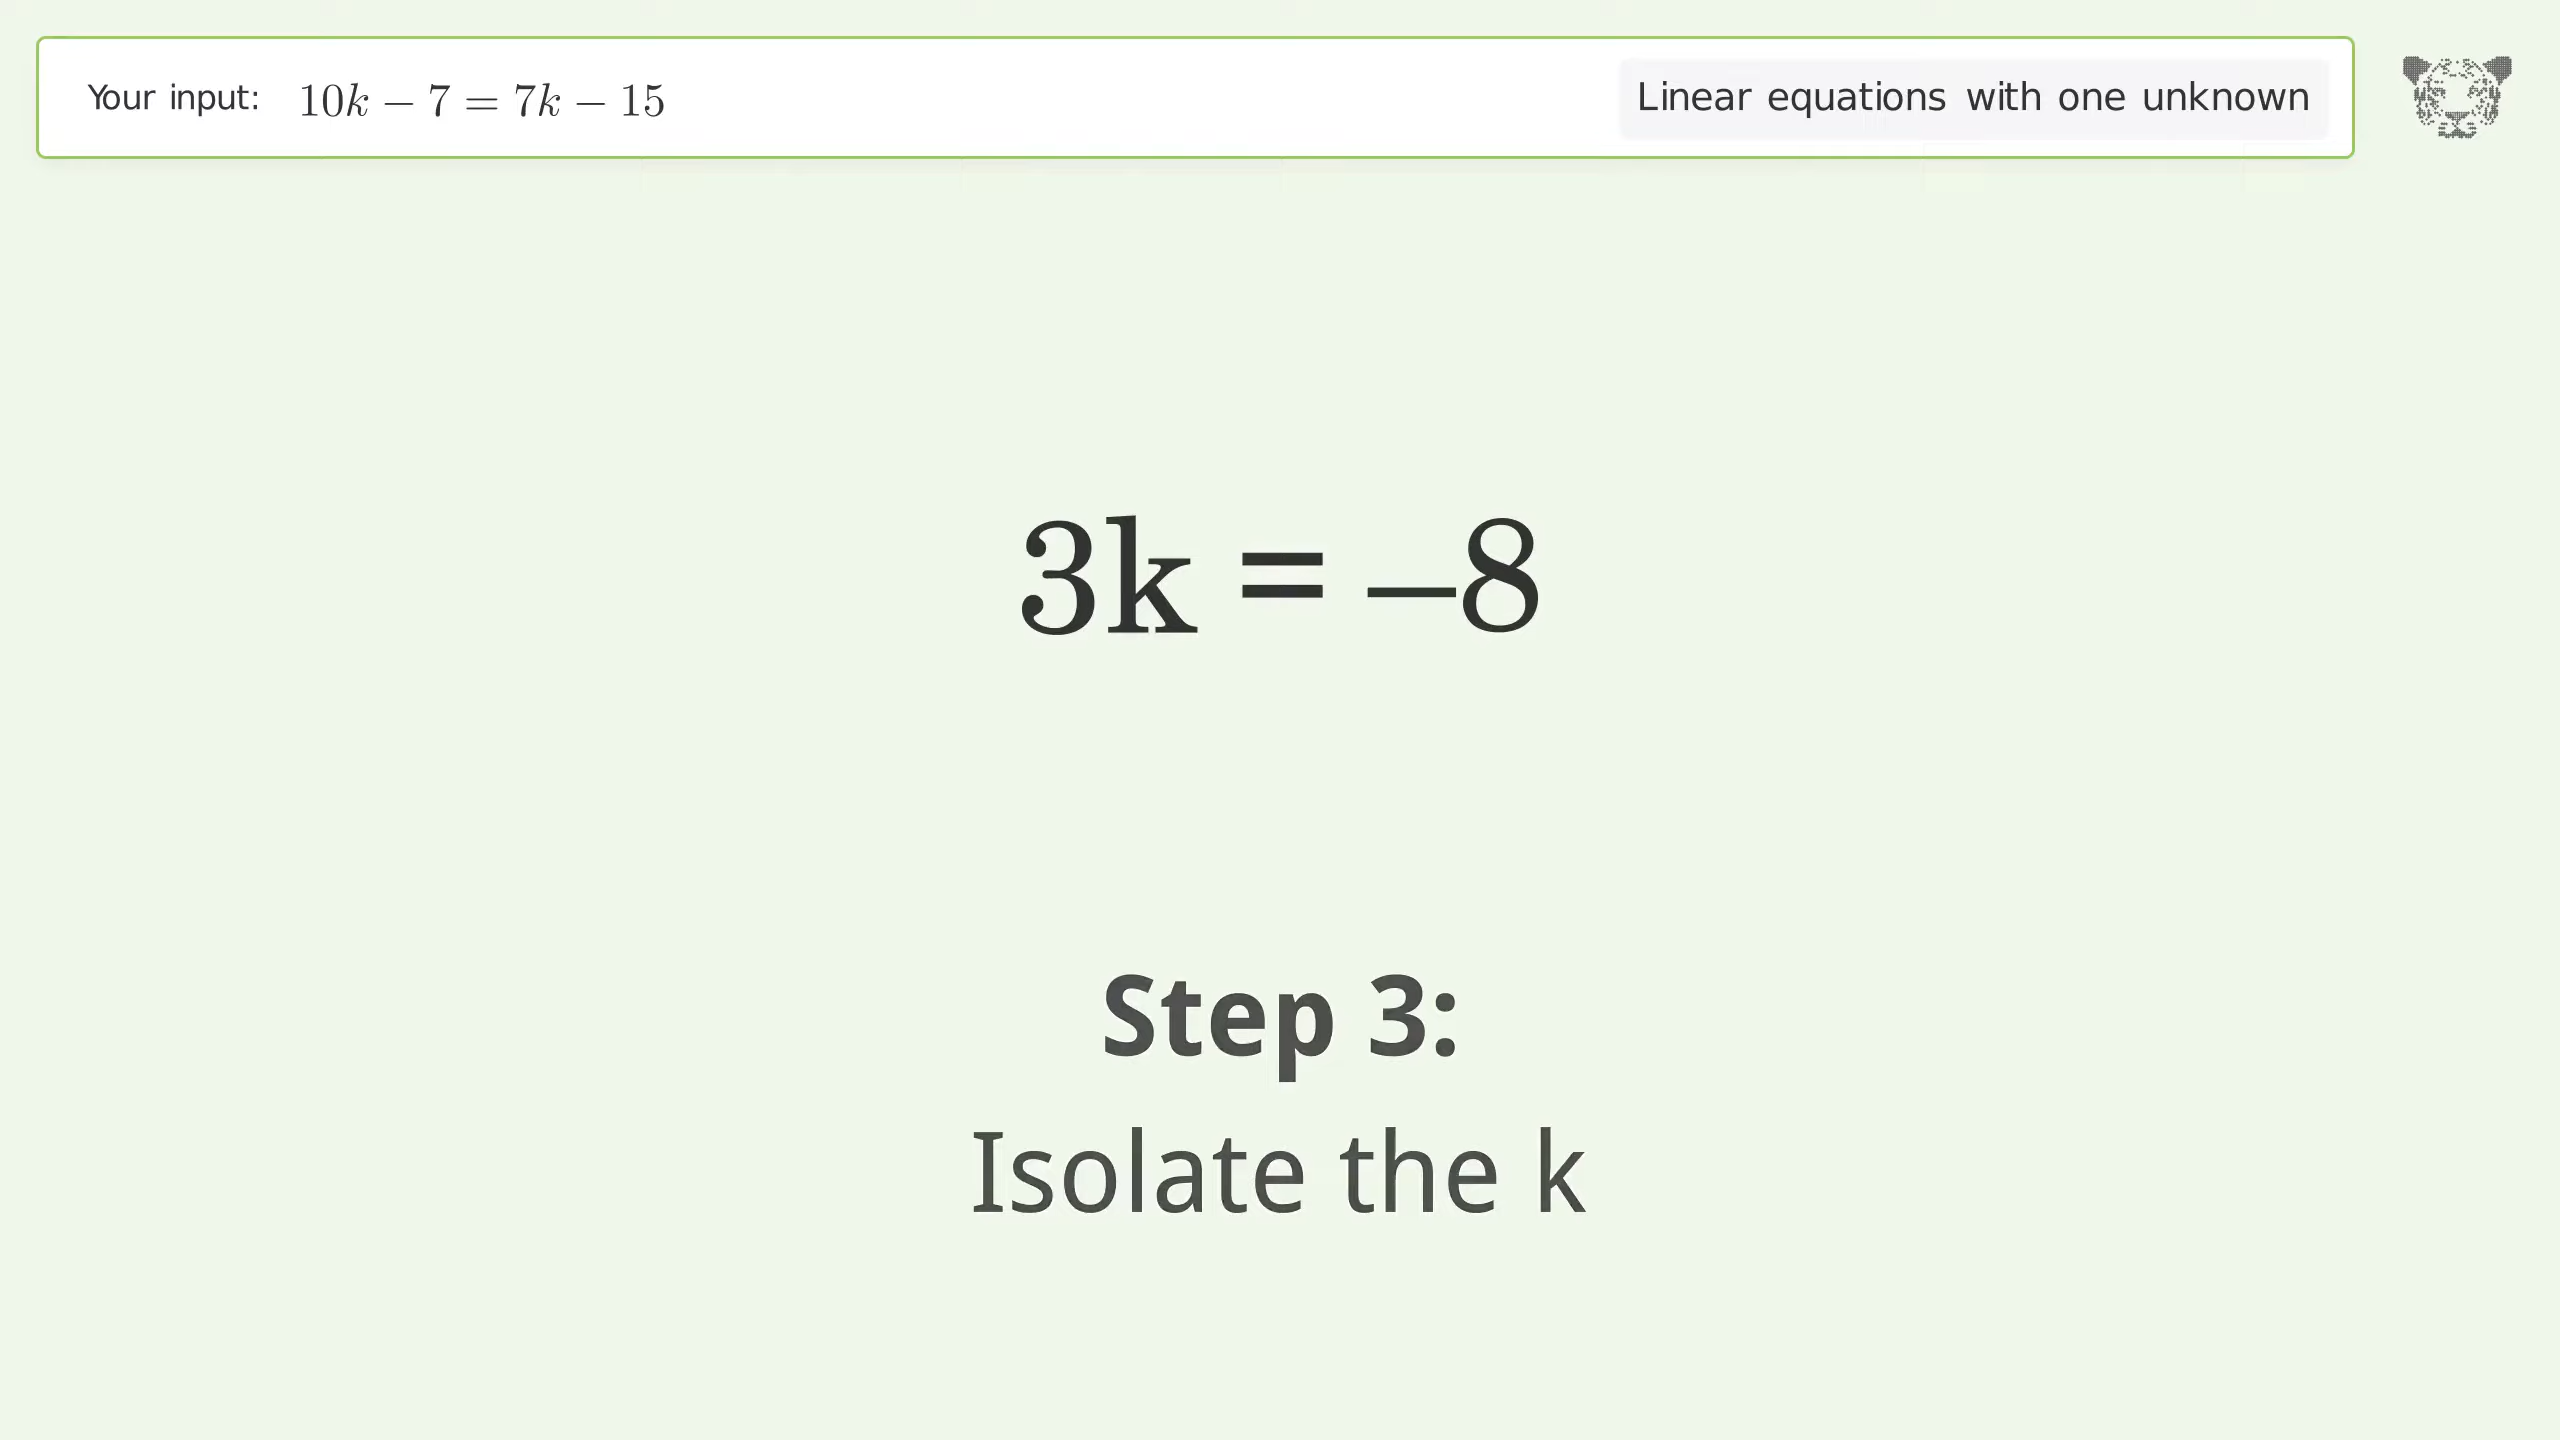 Your input: 10k − 7 = 7k − 15
Linear equations with one unknown
3k = –8
Step 3:
Isolate the k